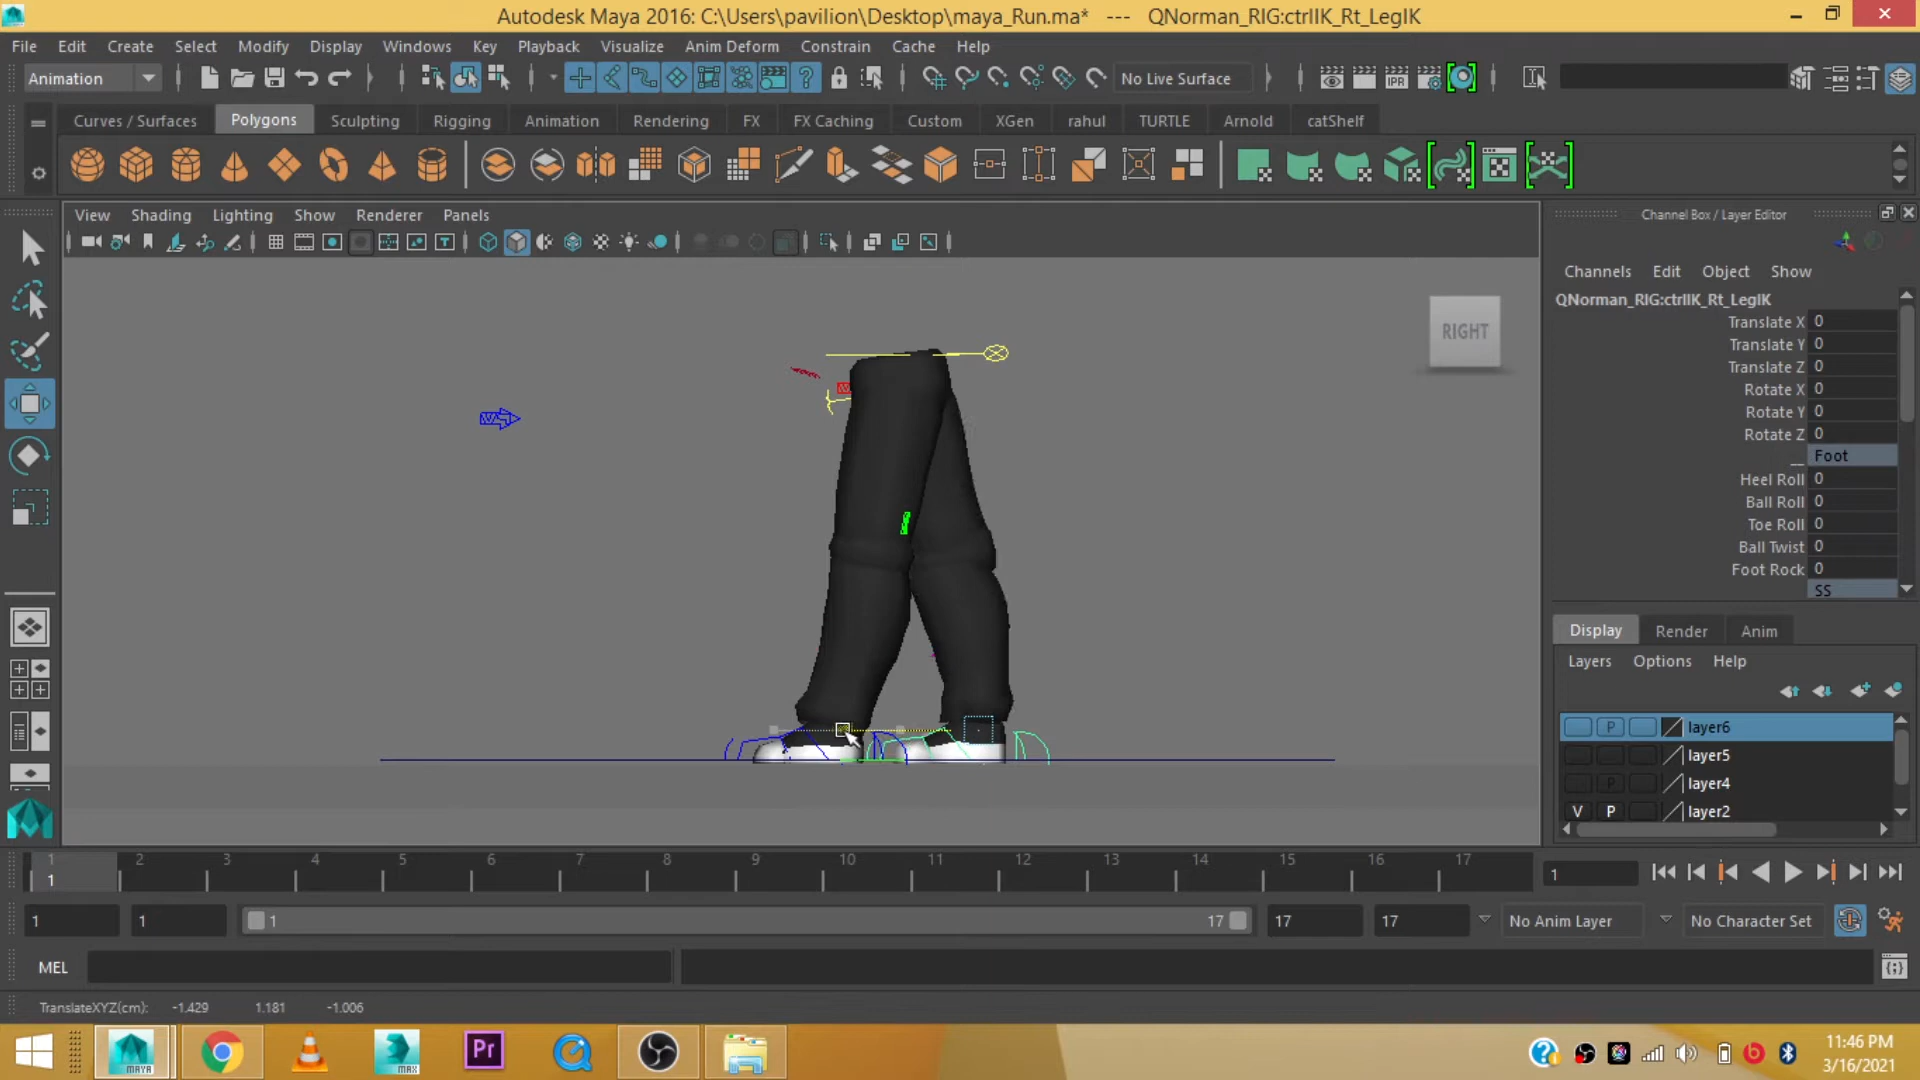 Autodesk Maya 2016: C:\Users\pavilion\Desktop\maya_Run.ma* --- QNorman_RIG:ctrlIK_Rt_LegIK
File Edit Create Select Modify Display Windows Key Playback Visualize Anim Deform Constrain Cache Help
Animation No Live Surface IPR
Curves / Surfaces Polygons Sculpting Rigging Animation Rendering FX FX Caching Custom XGen rahul TURTLE Arnold catShelf
View Shading Lighting Show Renderer Panels
Channel Box / Layer Editor
Channels Edit Object Show
QNorman_RIG:ctrlIK_Rt_LegIK
Translate X 0
Translate Y 0
Translate Z 0
Rotate X 0
Rotate Y 0
Rotate Z 0
__ Foot
Heel Roll 0
Ball Roll 0
Toe Roll 0
Ball Twist 0
Foot Rock 0
SS
RIGHT
Display Render Anim
Layers Options Help
P layer6
layer5
P layer4
V P layer2
1 2 3 4 5 6 7 8 9 10 11 12 13 14 15 16 17
1 1
1 1 1 17 17 17 No Anim Layer No Character Set
MEL
TranslateXYZ(cm): -1.429 1.181 -1.006
MAYA MAX Pr
11:46 PM
3/16/2021